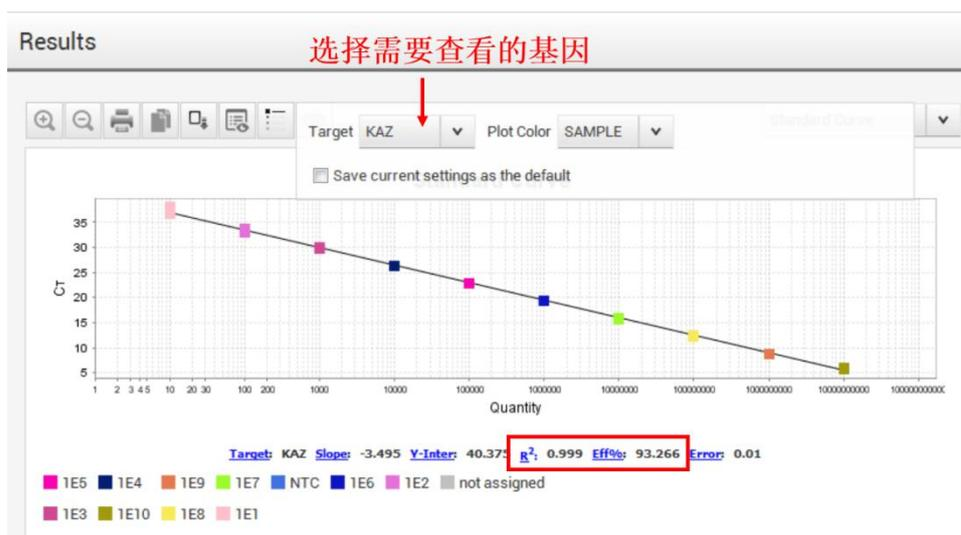 Results
选择需要查看的基因
Target KAZ Plot Color SAMPLE
Standard Curve
Save current settings as the default
Standard Curve
35
30
25
20
15
10
5
CT
1 2 3 4 5 10 20 30 100 200 1000 10000 100000 1000000 10000000 100000000 1000000000 10000000000 100000000000
Quantity
Target: KAZ Slope: -3.495 Y-Inter: 40.375 R²: 0.999 Eff%: 93.266 Error: 0.01
1E5 1E4 1E9 1E7 NTC 1E6 1E2 not assigned
1E3 1E10 1E8 1E1